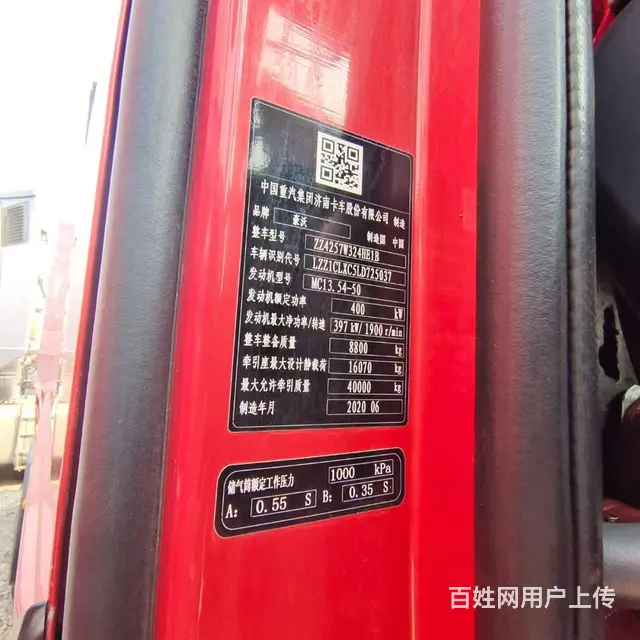 中国重汽集团济南卡车股份有限公司 制造
品牌 豪沃 制造国 中国
整车型号 ZZ4257W324HE1B
车辆识别代号 LZZ1CLXC5LD725037
发动机型号 MC13.54-50
发动机额定功率 400 kW
发动机最大净功率/转速 397 kW/ 1900 r/min
整车整备质量 8800 kg
牵引座最大设计静载荷 16070 kg
最大允许牵引质量 40000 kg
制造年月 2020 06
储气筒额定工作压力 1000 kPa
A: 0.55 S B: 0.35 S
百姓网用户上传